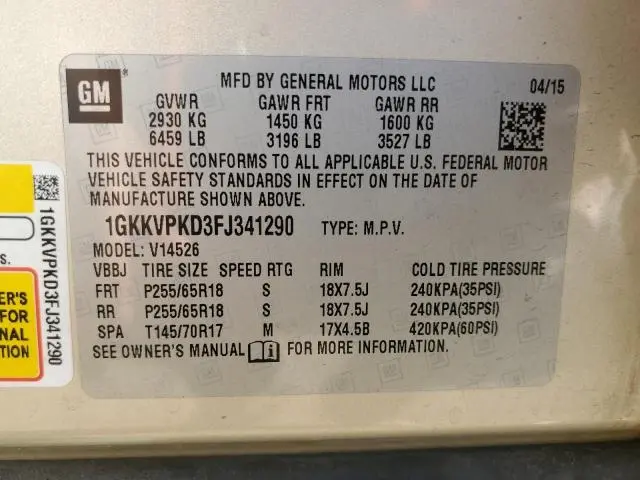 GM
MFD BY GENERAL MOTORS LLC 04/15
GVWR GAWR FRT GAWR RR
2930 KG 1450 KG 1600 KG
6459 LB 3196 LB 3527 LB
THIS VEHICLE CONFORMS TO ALL APPLICABLE U.S. FEDERAL MOTOR
VEHICLE SAFETY STANDARDS IN EFFECT ON THE DATE OF
MANUFACTURE SHOWN ABOVE.
1GKKVPKD3FJ341290 TYPE: M.P.V.
MODEL: V14526
VBBJ TIRE SIZE SPEED RTG RIM COLD TIRE PRESSURE
FRT P255/65R18 S 18X7.5J 240KPA(35PSI)
RR P255/65R18 S 18X7.5J 240KPA(35PSI)
SPA T145/70R17 M 17X4.5B 420KPA(60PSI)
SEE OWNER'S MANUAL FOR MORE INFORMATION.
1GKKVPKD3FJ341290
S.
ER'S
FOR
NAL
ON